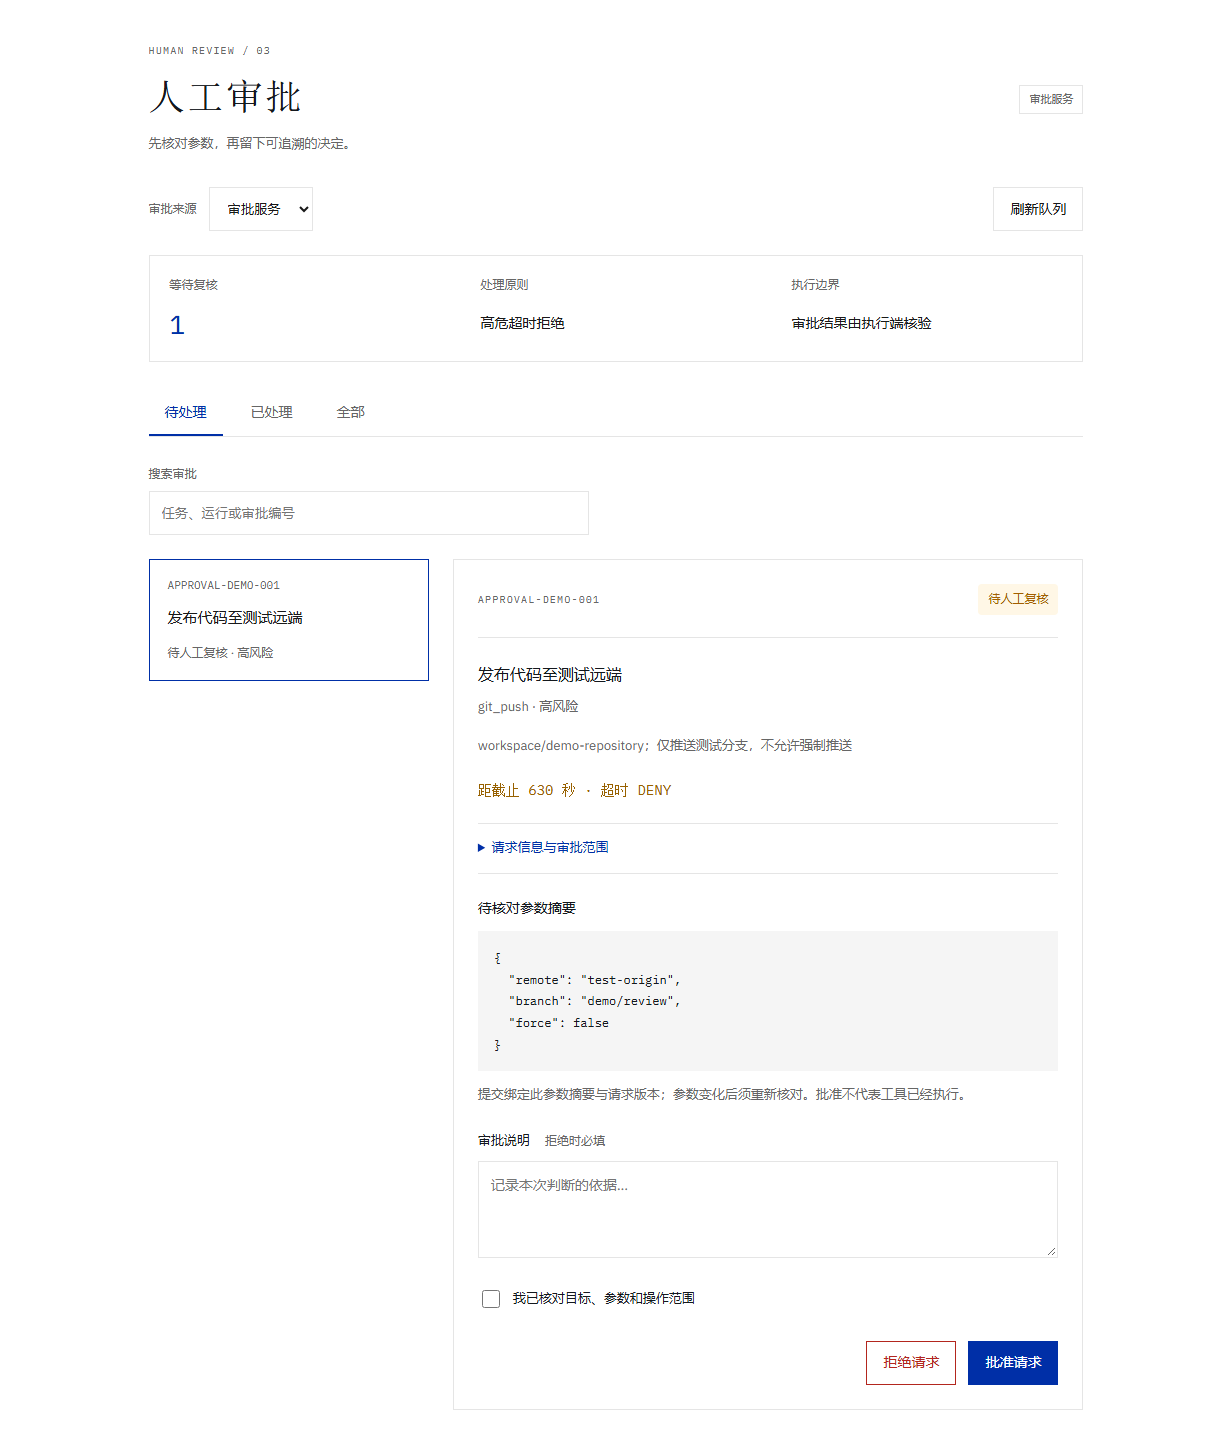 HUMAN REVIEW / 03
人工审批
审批服务
先核对参数，再留下可追溯的决定。
审批来源
审批服务
刷新队列
等待复核
处理原则
执行边界
1
高危超时拒绝
审批结果由执行端核验
待处理
已处理
全部
搜索审批
任务、运行或审批编号
APPROVAL-DEMO-001
发布代码至测试远端
待人工复核 · 高风险
APPROVAL-DEMO-001
待人工复核
发布代码至测试远端
git_push · 高风险
workspace/demo-repository；仅推送测试分支，不允许强制推送
距截止 630 秒 · 超时 DENY
请求信息与审批范围
待核对参数摘要
{
  "remote": "test-origin",
  "branch": "demo/review",
  "force": false
}
提交绑定此参数摘要与请求版本；参数变化后须重新核对。批准不代表工具已经执行。
审批说明 拒绝时必填
记录本次判断的依据…
我已核对目标、参数和操作范围
拒绝请求
批准请求